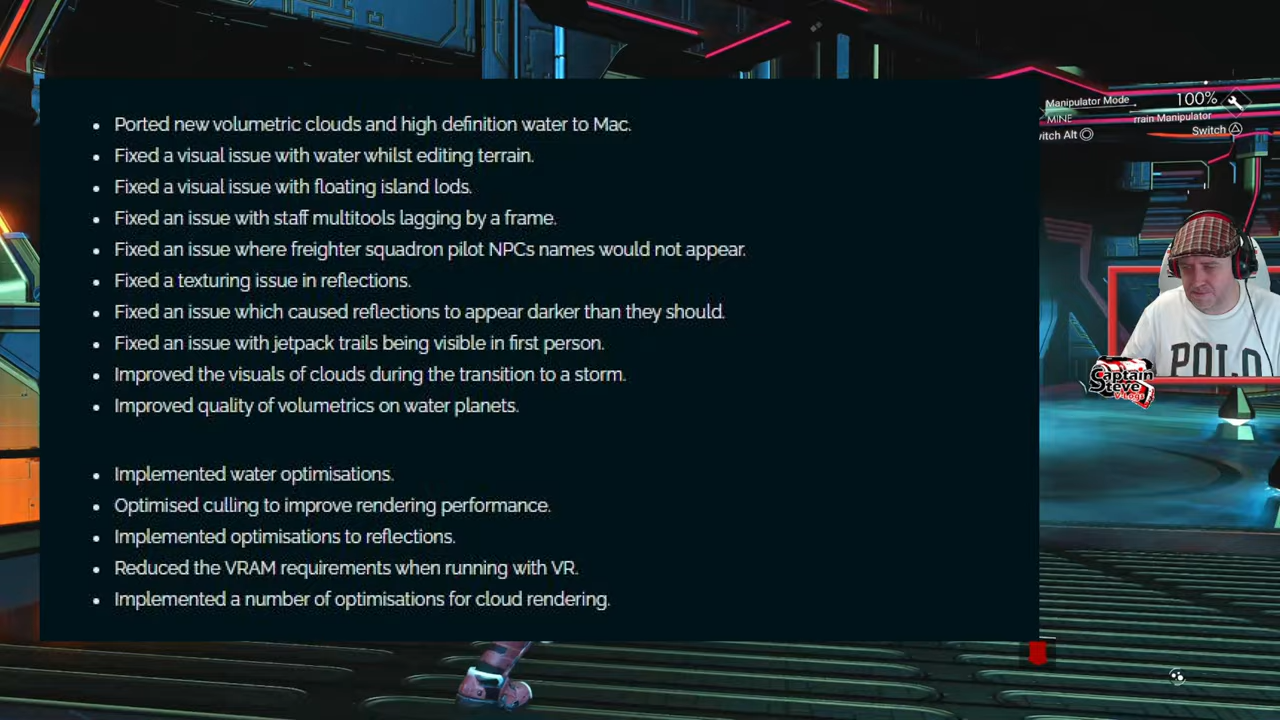 Ported new volumetric clouds and high definition water to Mac.
Fixed a visual issue with water whilst editing terrain.
Fixed a visual issue with floating island lods.
Fixed an issue with staff multitools lagging by a frame.
Fixed an issue where freighter squadron pilot NPCs names would not appear.
Fixed a texturing issue in reflections.
Fixed an issue which caused reflections to appear darker than they should.
Fixed an issue with jetpack trails being visible in first person.
Improved the visuals of clouds during the transition to a storm.
Improved quality of volumetrics on water planets.
Implemented water optimisations.
Optimised culling to improve rendering performance.
Implemented optimisations to reflections.
Reduced the VRAM requirements when running with VR.
Implemented a number of optimisations for cloud rendering.
Manipulator Mode
100%
MINE
rrain Manipulator
witch Alt
Switch
POLO
Captain
Steve
V-Logs